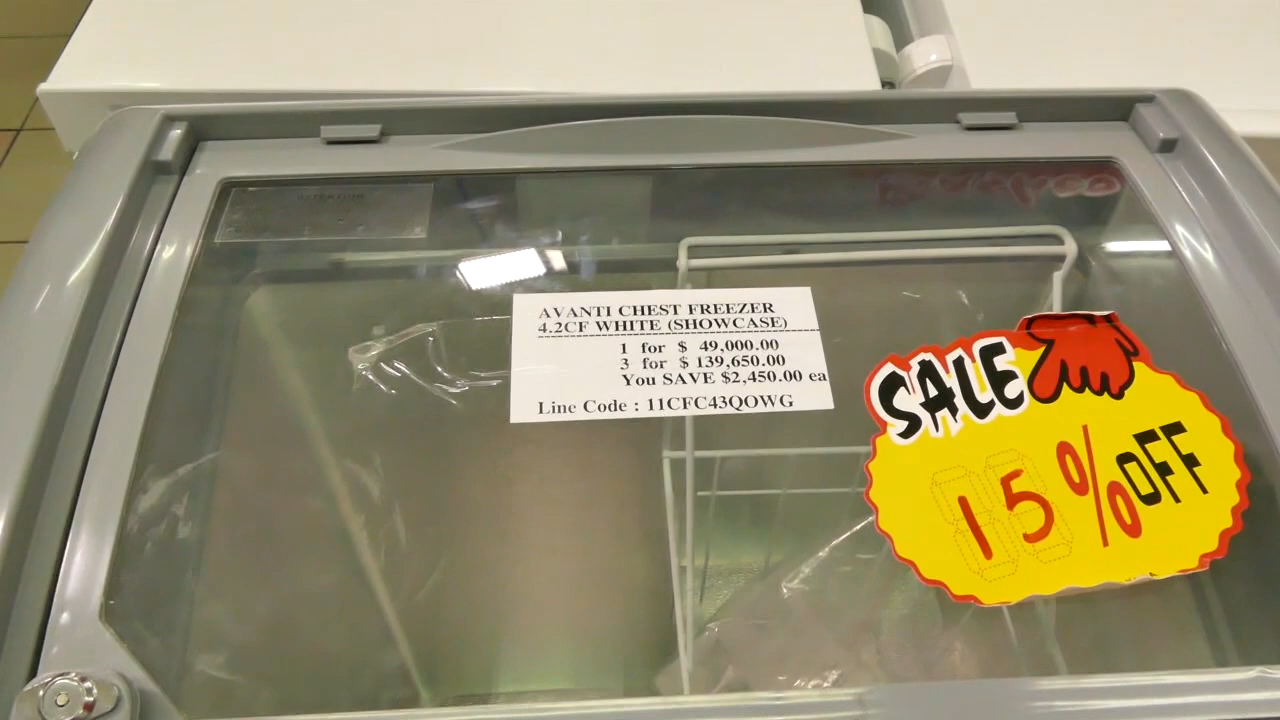 AVANTI CHEST FREEZER
4.2CF WHITE (SHOWCASE)
1 for $ 49,000.00
3 for $ 139,650.00
You SAVE $2,450.00 ea
Line Code : 11CFC43QOWG
SALE
15% OFF